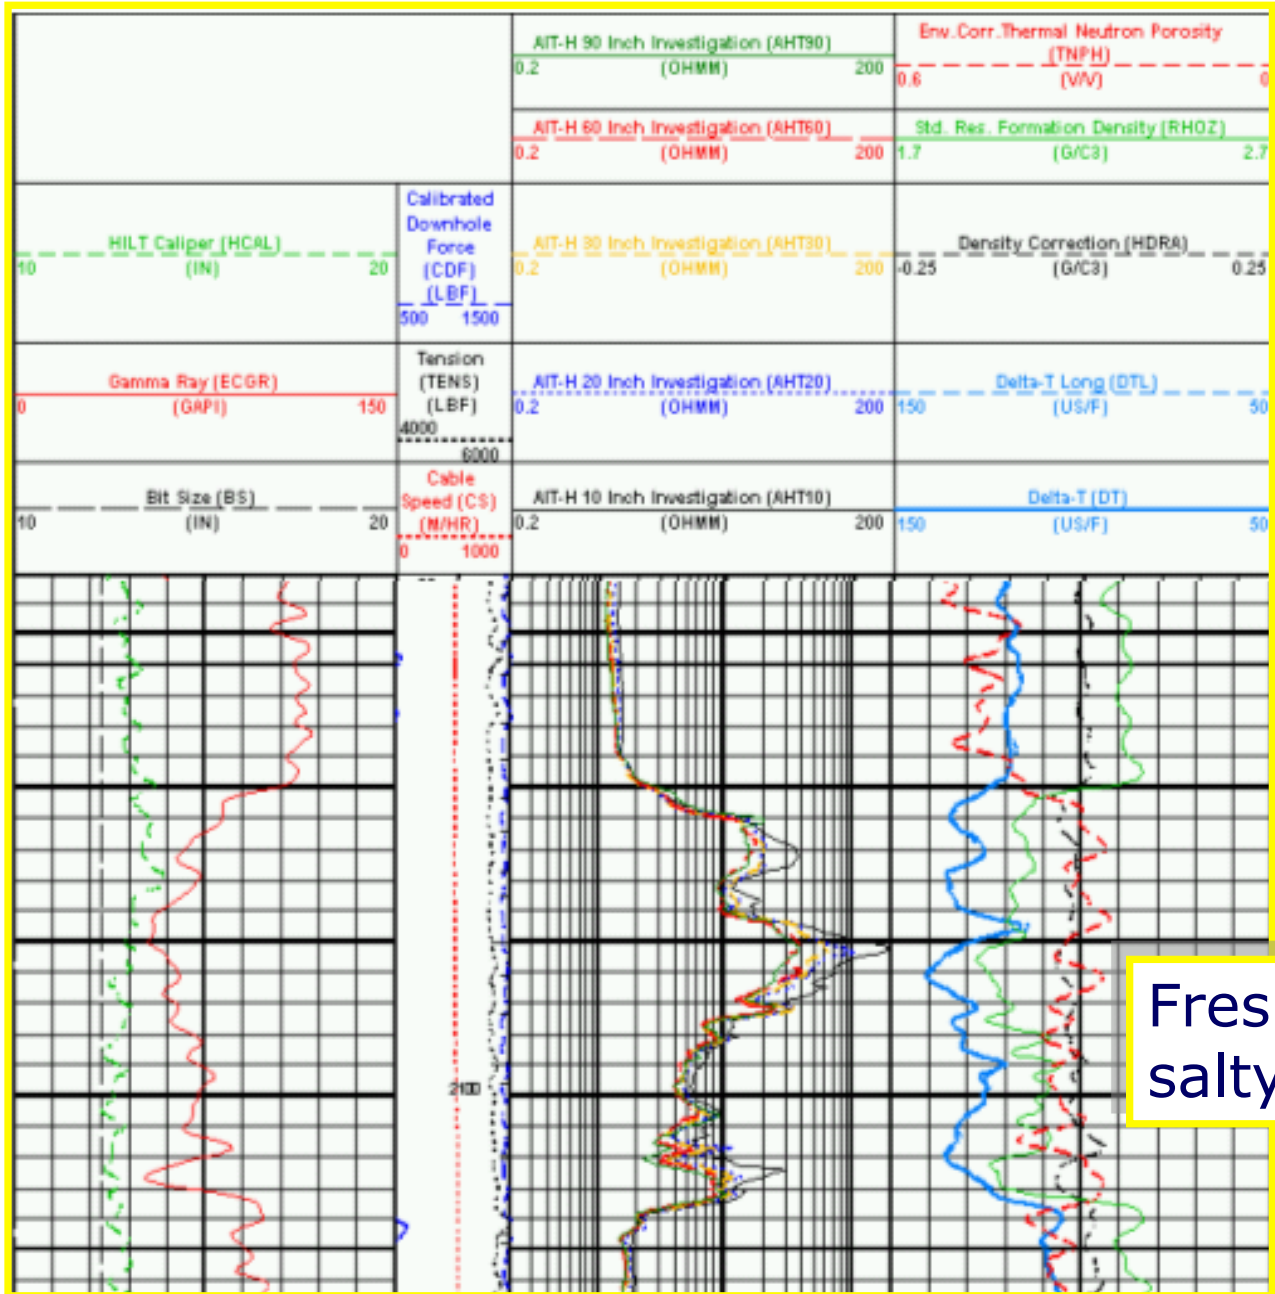 AIT-H 90 Inch Investigation (AHT90)
0.2 (OHMM) 200
Env.Corr.Thermal Neutron Porosity
(TNPH)
0.6 (V/V) 0
AIT-H 60 Inch Investigation (AHT60)
0.2 (OHMM) 200
Std. Res. Formation Density (RHOZ)
1.7 (G/C3) 2.7
HILT Caliper (HCAL)
10 (IN) 20
Calibrated
Downhole
Force
(CDF)
(LBF)
500 1500
AIT-H 30 Inch Investigation (AHT30)
0.2 (OHMM) 200
Density Correction (HDRA)
-0.25 (G/C3) 0.25
Gamma Ray (ECGR)
0 (GAPI) 150
Tension
(TENS)
(LBF)
4000
6000
AIT-H 20 Inch Investigation (AHT20)
0.2 (OHMM) 200
Delta-T Long (DTL)
150 (US/F) 50
Bit Size (BS)
10 (IN) 20
Cable
Speed (CS)
(M/HR)
0 1000
AIT-H 10 Inch Investigation (AHT10)
0.2 (OHMM) 200
Delta-T (DT)
150 (US/F) 50
2100
Fres
salty